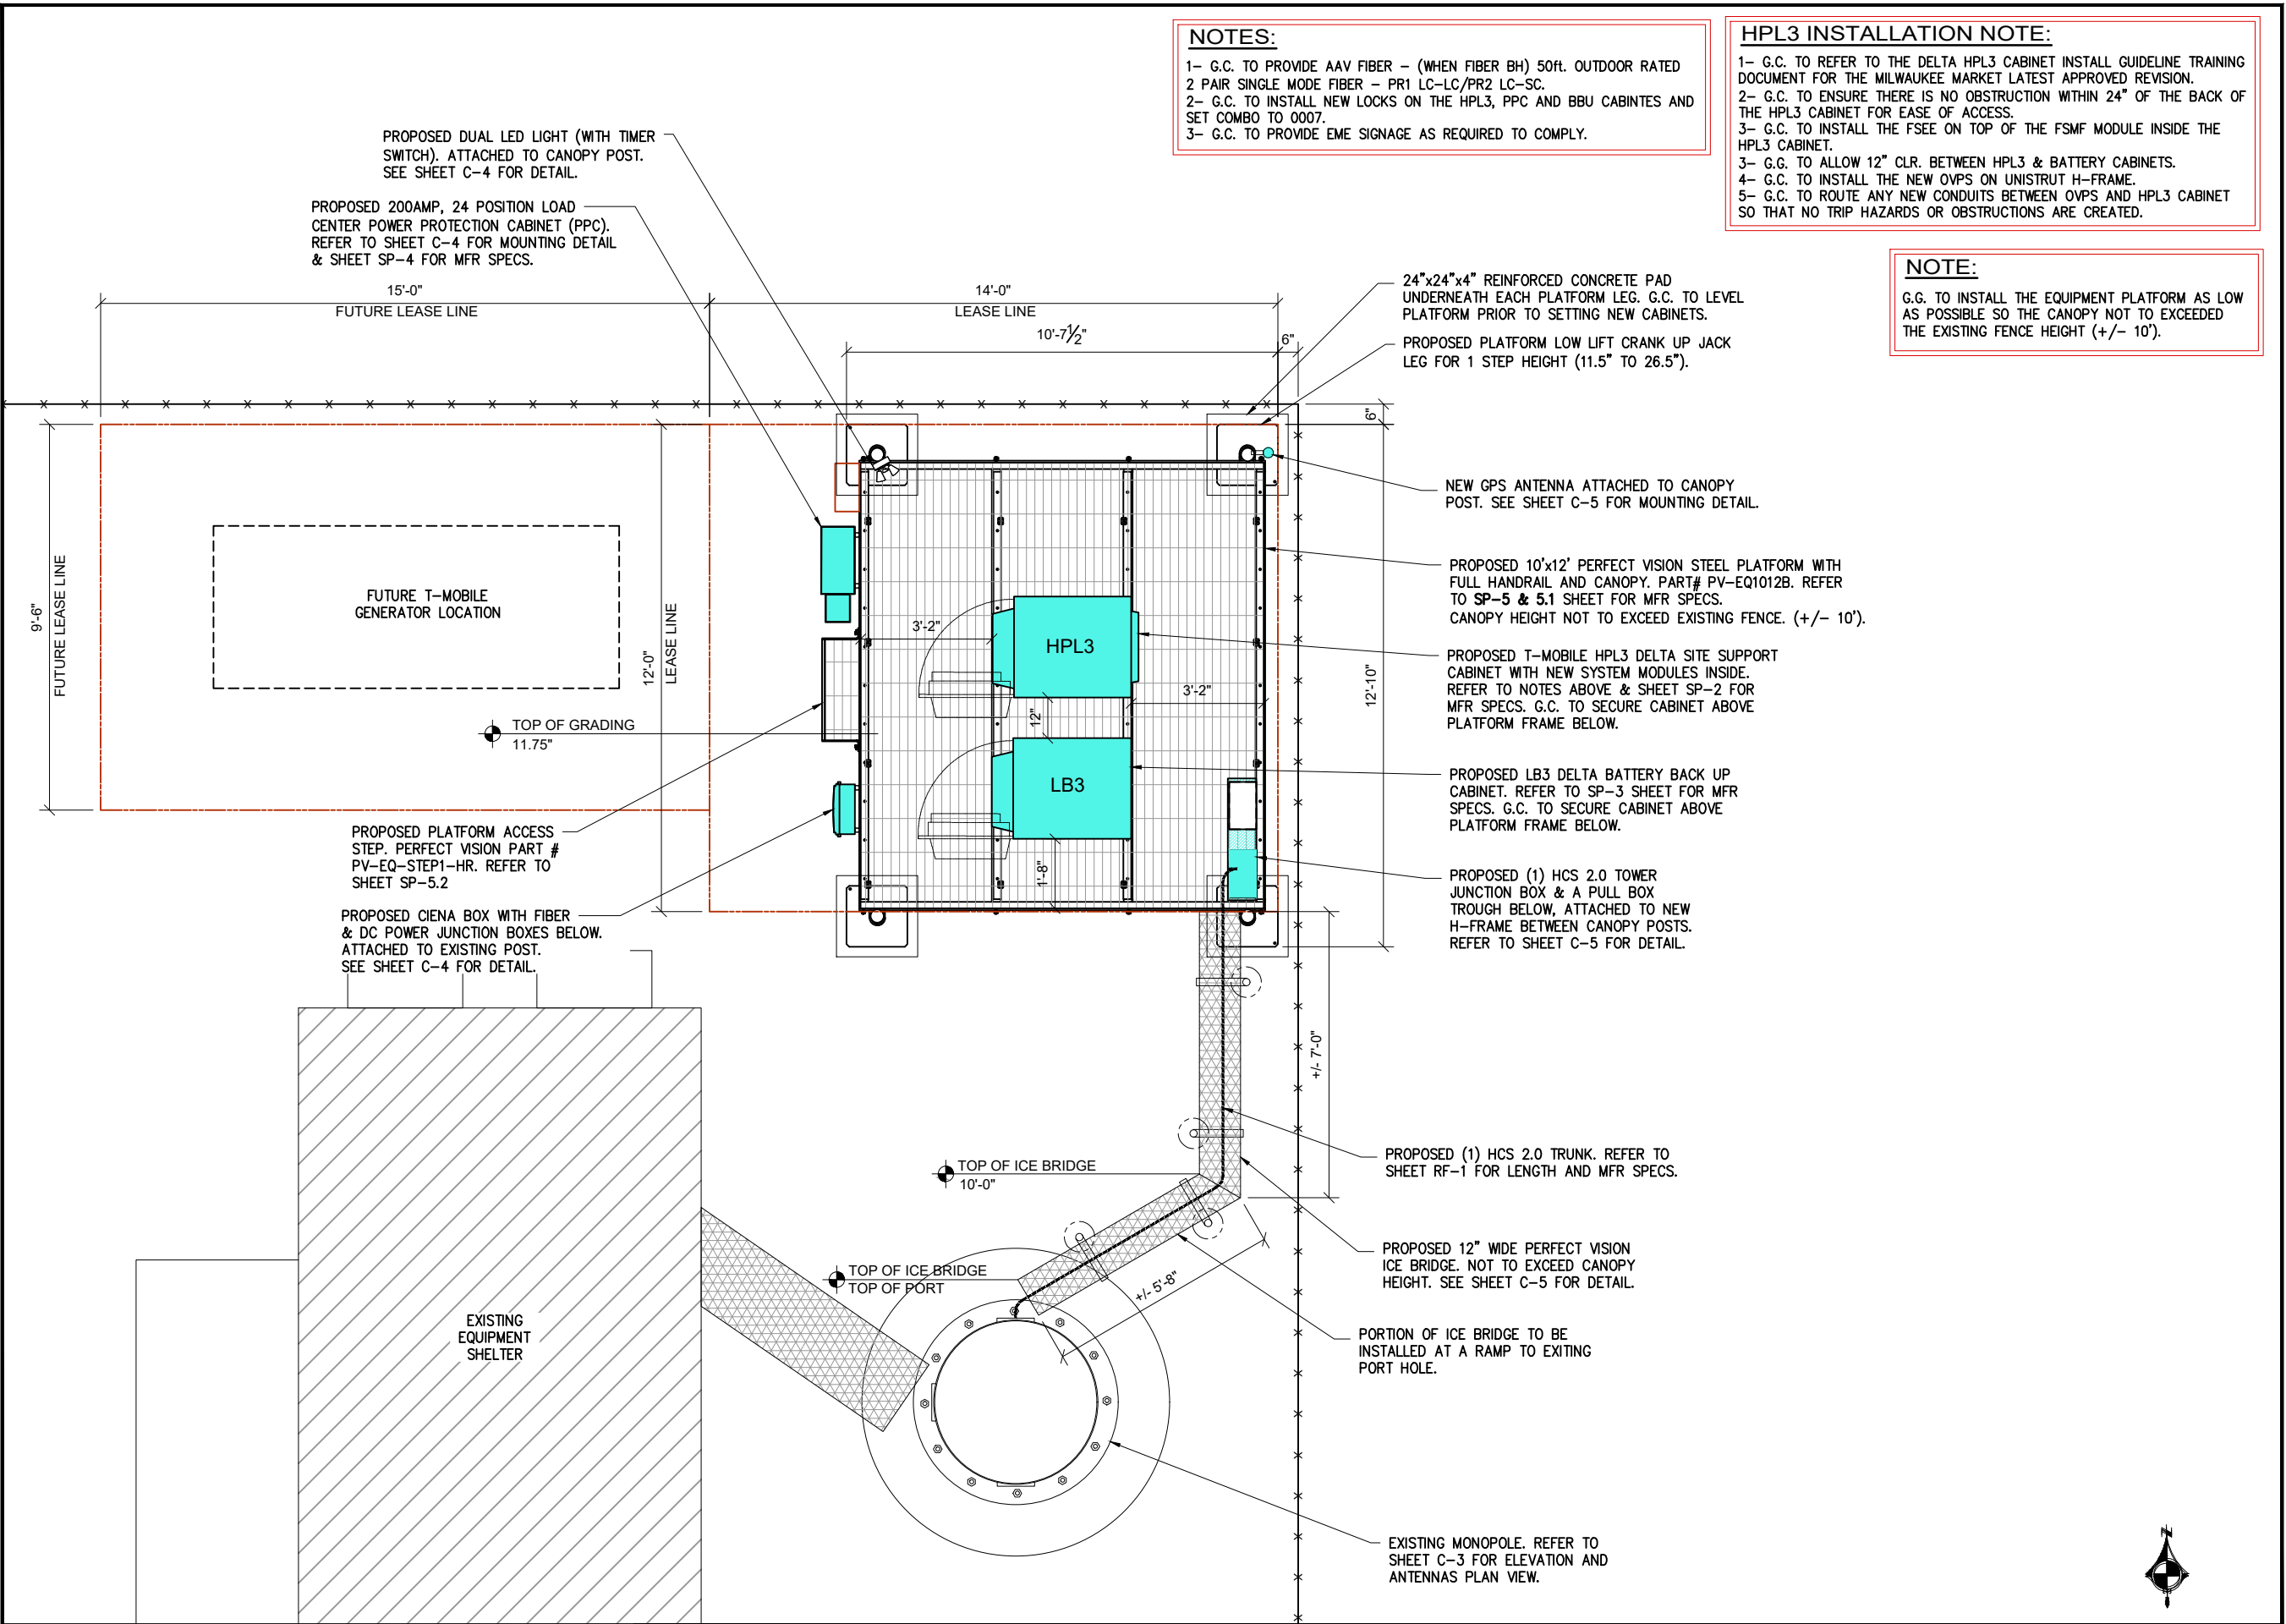 NOTES:
1- G.C. TO PROVIDE AAV FIBER - (WHEN FIBER BH) 50ft. OUTDOOR RATED
2 PAIR SINGLE MODE FIBER - PR1 LC-LC/PR2 LC-SC.
2- G.C. TO INSTALL NEW LOCKS ON THE HPL3, PPC AND BBU CABINTES AND
SET COMBO TO 0007.
3- G.C. TO PROVIDE EME SIGNAGE AS REQUIRED TO COMPLY.
HPL3 INSTALLATION NOTE:
1- G.C. TO REFER TO THE DELTA HPL3 CABINET INSTALL GUIDELINE TRAINING
DOCUMENT FOR THE MILWAUKEE MARKET LATEST APPROVED REVISION.
2- G.C. TO ENSURE THERE IS NO OBSTRUCTION WITHIN 24" OF THE BACK OF
THE HPL3 CABINET FOR EASE OF ACCESS.
3- G.C. TO INSTALL THE FSEE ON TOP OF THE FSMF MODULE INSIDE THE
HPL3 CABINET.
3- G.G. TO ALLOW 12" CLR. BETWEEN HPL3 & BATTERY CABINETS.
4- G.C. TO INSTALL THE NEW OVPS ON UNISTRUT H-FRAME.
5- G.C. TO ROUTE ANY NEW CONDUITS BETWEEN OVPS AND HPL3 CABINET
SO THAT NO TRIP HAZARDS OR OBSTRUCTIONS ARE CREATED.
NOTE:
G.G. TO INSTALL THE EQUIPMENT PLATFORM AS LOW
AS POSSIBLE SO THE CANOPY NOT TO EXCEEDED
THE EXISTING FENCE HEIGHT (+/- 10').
PROPOSED DUAL LED LIGHT (WITH TIMER
SWITCH). ATTACHED TO CANOPY POST.
SEE SHEET C-4 FOR DETAIL.
PROPOSED 200AMP, 24 POSITION LOAD
CENTER POWER PROTECTION CABINET (PPC).
REFER TO SHEET C-4 FOR MOUNTING DETAIL
& SHEET SP-4 FOR MFR SPECS.
15'-0"
FUTURE LEASE LINE
14'-0"
LEASE LINE
10'-7½"
6"
24"x24"x4" REINFORCED CONCRETE PAD
UNDERNEATH EACH PLATFORM LEG. G.C. TO LEVEL
PLATFORM PRIOR TO SETTING NEW CABINETS.
PROPOSED PLATFORM LOW LIFT CRANK UP JACK
LEG FOR 1 STEP HEIGHT (11.5" TO 26.5").
6"
NEW GPS ANTENNA ATTACHED TO CANOPY
POST. SEE SHEET C-5 FOR MOUNTING DETAIL.
PROPOSED 10'x12' PERFECT VISION STEEL PLATFORM WITH
FULL HANDRAIL AND CANOPY. PART# PV-EQ1012B. REFER
TO SP-5 & 5.1 SHEET FOR MFR SPECS.
CANOPY HEIGHT NOT TO EXCEED EXISTING FENCE. (+/- 10').
9'-6"
FUTURE LEASE LINE
FUTURE T-MOBILE
GENERATOR LOCATION
12'-0"
LEASE LINE
3'-2"
HPL3
3'-2"
12"
LB3
1'-8"
12'-10"
TOP OF GRADING
11.75"
PROPOSED T-MOBILE HPL3 DELTA SITE SUPPORT
CABINET WITH NEW SYSTEM MODULES INSIDE.
REFER TO NOTES ABOVE & SHEET SP-2 FOR
MFR SPECS. G.C. TO SECURE CABINET ABOVE
PLATFORM FRAME BELOW.
PROPOSED LB3 DELTA BATTERY BACK UP
CABINET. REFER TO SP-3 SHEET FOR MFR
SPECS. G.C. TO SECURE CABINET ABOVE
PLATFORM FRAME BELOW.
PROPOSED PLATFORM ACCESS
STEP. PERFECT VISION PART #
PV-EQ-STEP1-HR. REFER TO
SHEET SP-5.2
PROPOSED CIENA BOX WITH FIBER
& DC POWER JUNCTION BOXES BELOW.
ATTACHED TO EXISTING POST.
SEE SHEET C-4 FOR DETAIL.
PROPOSED (1) HCS 2.0 TOWER
JUNCTION BOX & A PULL BOX
TROUGH BELOW, ATTACHED TO NEW
H-FRAME BETWEEN CANOPY POSTS.
REFER TO SHEET C-5 FOR DETAIL.
+/- 7'-0"
TOP OF ICE BRIDGE
10'-0"
PROPOSED (1) HCS 2.0 TRUNK. REFER TO
SHEET RF-1 FOR LENGTH AND MFR SPECS.
TOP OF ICE BRIDGE
TOP OF PORT
+/- 5'-8"
PROPOSED 12" WIDE PERFECT VISION
ICE BRIDGE. NOT TO EXCEED CANOPY
HEIGHT. SEE SHEET C-5 FOR DETAIL.
EXISTING
EQUIPMENT
SHELTER
PORTION OF ICE BRIDGE TO BE
INSTALLED AT A RAMP TO EXITING
PORT HOLE.
EXISTING MONOPOLE. REFER TO
SHEET C-3 FOR ELEVATION AND
ANTENNAS PLAN VIEW.
N